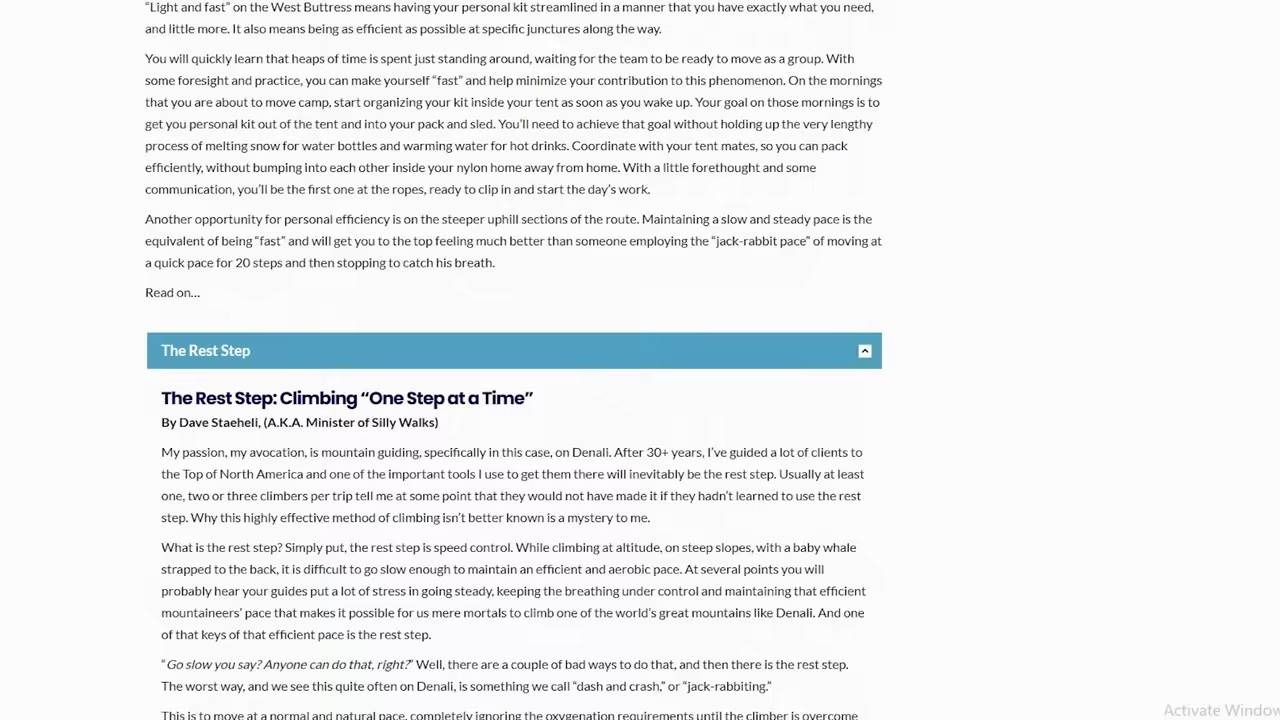 “Light and fast” on the West Buttress means having your personal kit streamlined in a manner that you have exactly what you need,
and little more. It also means being as efficient as possible at specific junctures along the way.
You will quickly learn that heaps of time is spent just standing around, waiting for the team to be ready to move as a group. With
some foresight and practice, you can make yourself “fast” and help minimize your contribution to this phenomenon. On the mornings
that you are about to move camp, start organizing your kit inside your tent as soon as you wake up. Your goal on those mornings is to
get you personal kit out of the tent and into your pack and sled. You’ll need to achieve that goal without holding up the very lengthy
process of melting snow for water bottles and warming water for hot drinks. Coordinate with your tent mates, so you can pack
efficiently, without bumping into each other inside your nylon home away from home. With a little forethought and some
communication, you’ll be the first one at the ropes, ready to clip in and start the day’s work.
Another opportunity for personal efficiency is on the steeper uphill sections of the route. Maintaining a slow and steady pace is the
equivalent of being “fast” and will get you to the top feeling much better than someone employing the “jack-rabbit pace” of moving at
a quick pace for 20 steps and then stopping to catch his breath.
Read on…
The Rest Step
The Rest Step: Climbing “One Step at a Time”
By Dave Staeheli, (A.K.A. Minister of Silly Walks)
My passion, my avocation, is mountain guiding, specifically in this case, on Denali. After 30+ years, I’ve guided a lot of clients to
the Top of North America and one of the important tools I use to get them there will inevitably be the rest step. Usually at least
one, two or three climbers per trip tell me at some point that they would not have made it if they hadn’t learned to use the rest
step. Why this highly effective method of climbing isn’t better known is a mystery to me.
What is the rest step? Simply put, the rest step is speed control. While climbing at altitude, on steep slopes, with a baby whale
strapped to the back, it is difficult to go slow enough to maintain an efficient and aerobic pace. At several points you will
probably hear your guides put a lot of stress in going steady, keeping the breathing under control and maintaining that efficient
mountaineers’ pace that makes it possible for us mere mortals to climb one of the world’s great mountains like Denali. And one
of that keys of that efficient pace is the rest step.
“Go slow you say? Anyone can do that, right?” Well, there are a couple of bad ways to do that, and then there is the rest step.
The worst way, and we see this quite often on Denali, is something we call “dash and crash,” or “jack-rabbiting.”
This is to move at a normal and natural pace, completely ignoring the oxygenation requirements until the climber is overcome
Activate Window